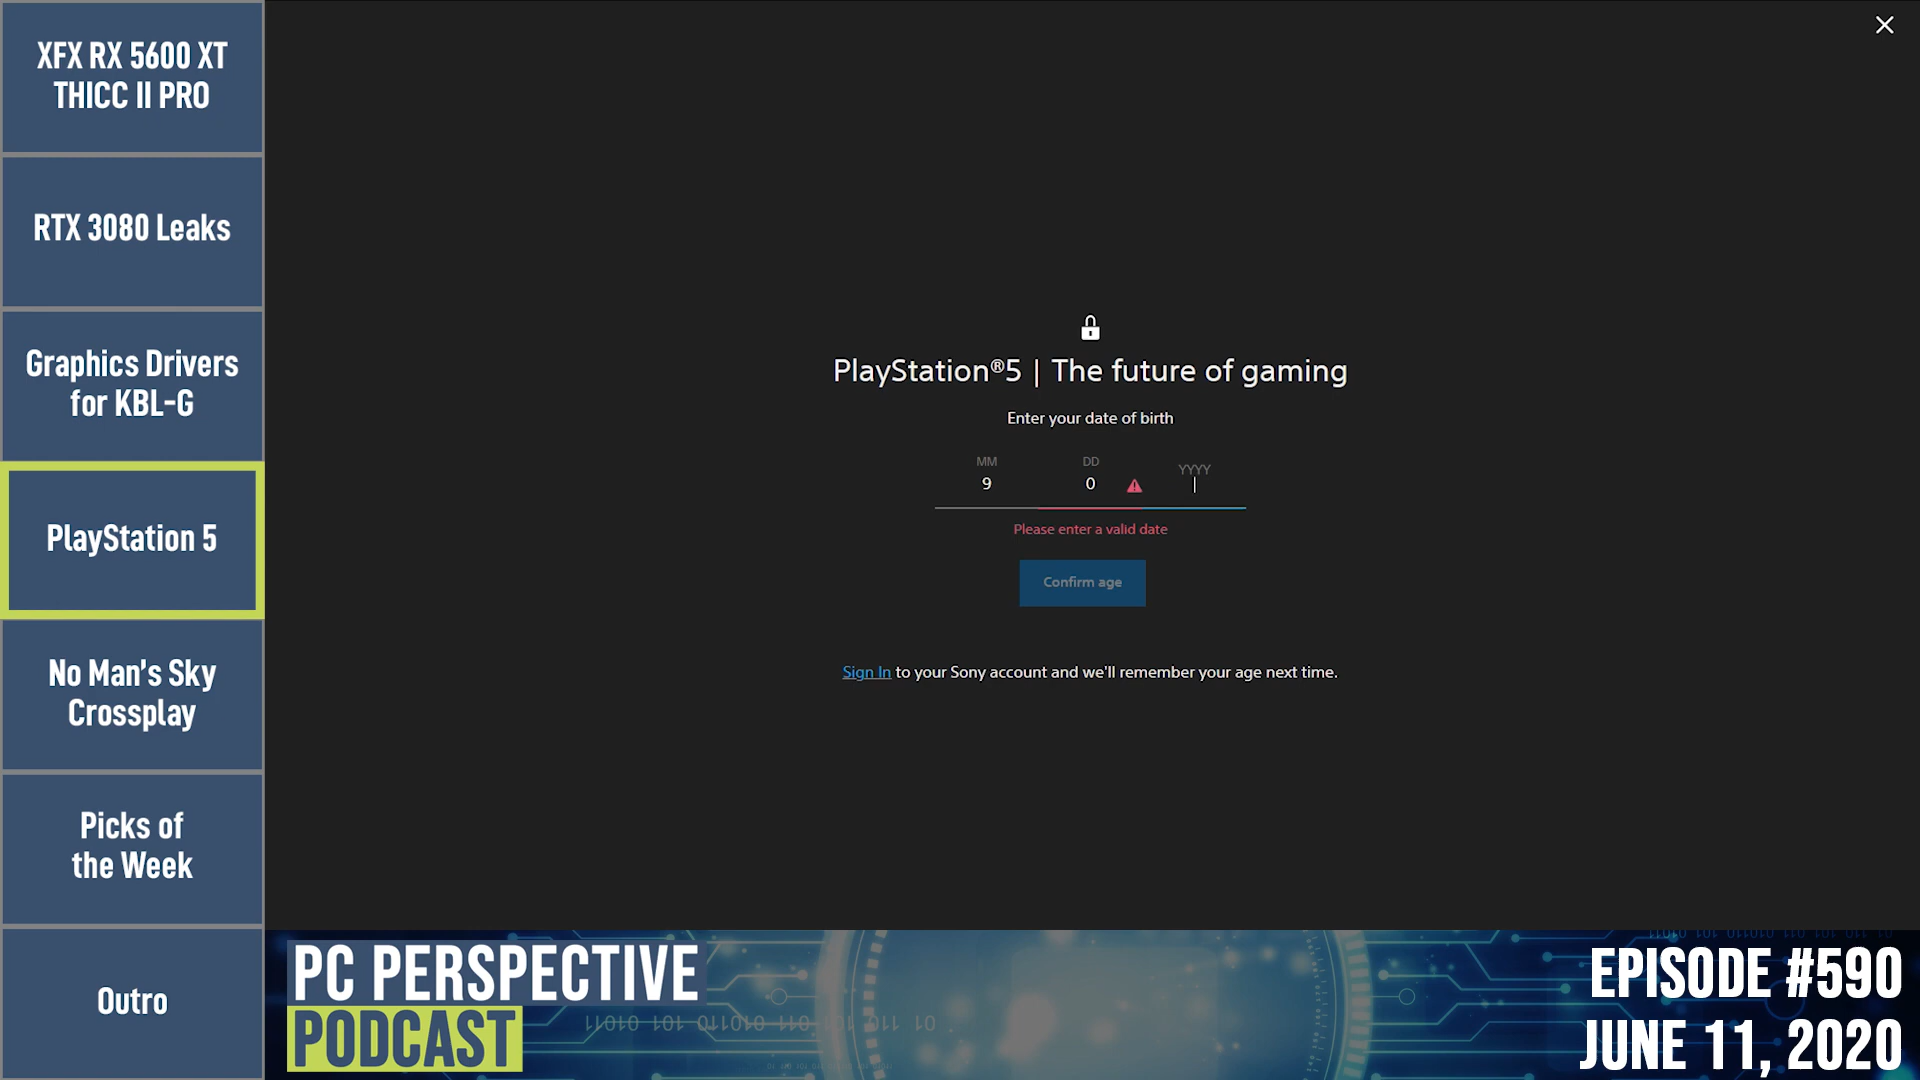 XFX RX 5600 XT
THICC II PRO
RTX 3080 Leaks
Graphics Drivers
for KBL-G
PlayStation 5
No Man's Sky
Crossplay
Picks of
the Week
Outro
PlayStation®5 | The future of gaming
Enter your date of birth
MM
DD
YYYY
9
0
Please enter a valid date
Confirm age
Sign In to your Sony account and we'll remember your age next time.
PC PERSPECTIVE
PODCAST
EPISODE #590
JUNE 11, 2020